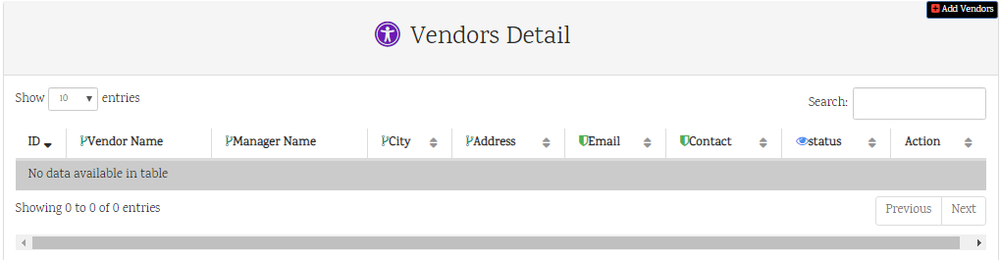 Add Vendors
Vendors Detail
Show 10 entries
Search:
ID Vendor Name Manager Name City Address Email Contact status Action
No data available in table
Showing 0 to 0 of 0 entries
Previous Next